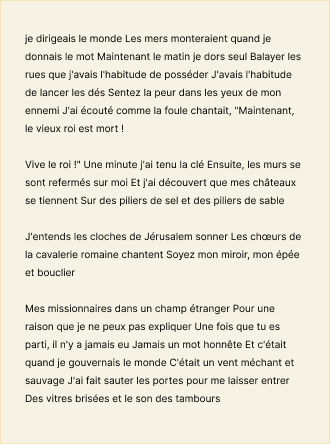 je dirigeais le monde Les mers monteraient quand je
donnais le mot Maintenant le matin je dors seul Balayer les
rues que j'avais l'habitude de posséder J'avais l'habitude
de lancer les dés Sentez la peur dans les yeux de mon
ennemi J'ai écouté comme la foule chantait, "Maintenant,
le vieux roi est mort !

Vive le roi !" Une minute j'ai tenu la clé Ensuite, les murs se
sont refermés sur moi Et j'ai découvert que mes châteaux
se tiennent Sur des piliers de sel et des piliers de sable

J'entends les cloches de Jérusalem sonner Les chœurs de
la cavalerie romaine chantent Soyez mon miroir, mon épée
et bouclier

Mes missionnaires dans un champ étranger Pour une
raison que je ne peux pas expliquer Une fois que tu es
parti, il n'y a jamais eu Jamais un mot honnête Et c'était
quand je gouvernais le monde C'était un vent méchant et
sauvage J'ai fait sauter les portes pour me laisser entrer
Des vitres brisées et le son des tambours